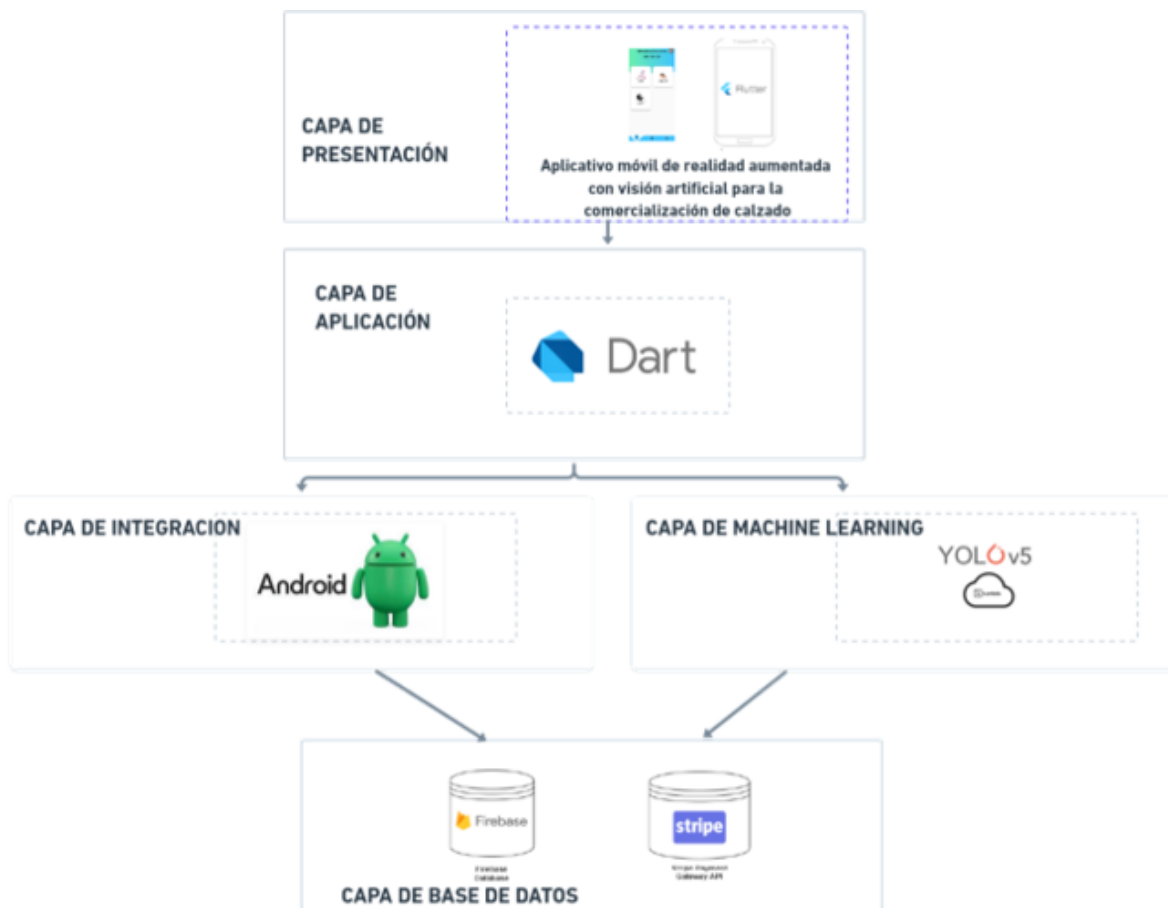 CAPA DE
PRESENTACIÓN
Flutter
Aplicativo móvil de realidad aumentada
con visión artificial para la
comercialización de calzado
CAPA DE
APLICACIÓN
Dart
CAPA DE INTEGRACION
Android
CAPA DE MACHINE LEARNING
YOLOv5
Firebase
stripe
Firebase
Database
Stripe Payment
Gateway API
CAPA DE BASE DE DATOS